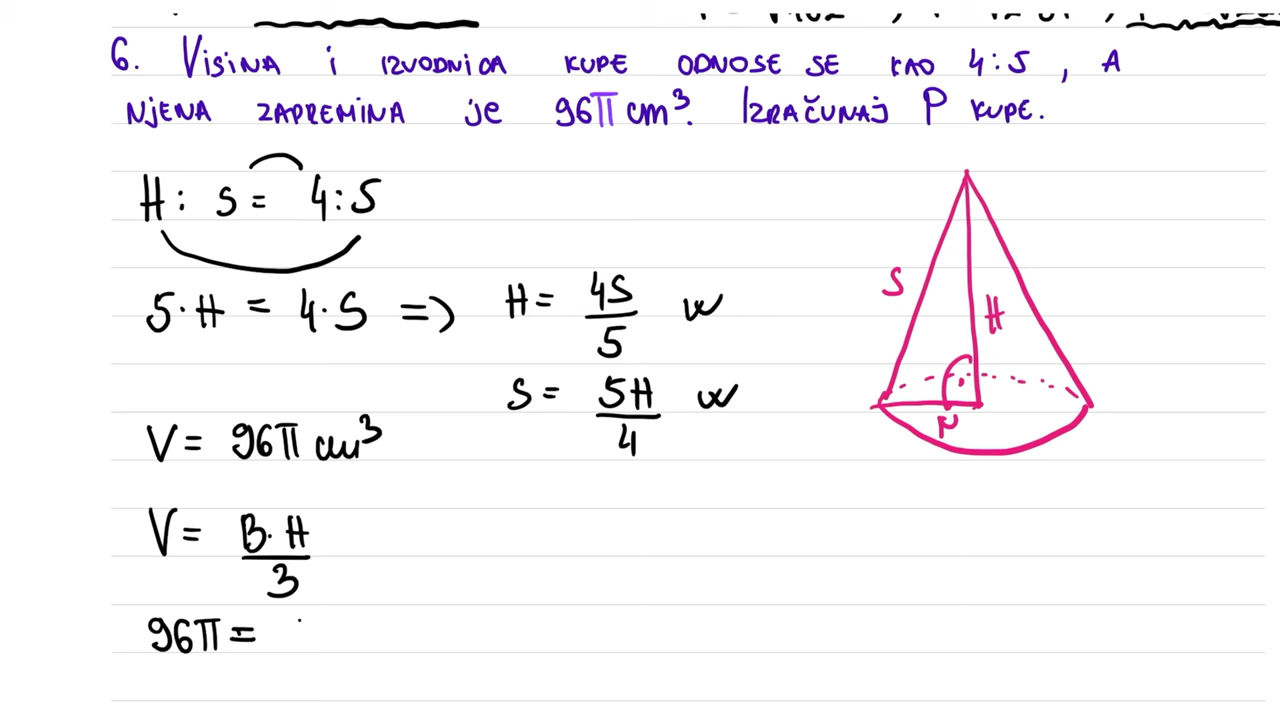 6. Visina i izvodnica kupe odnose se kao 4:5, a
njena zapremina je 96π cm³. Izračunaj P kupe.
H : s = 4 : 5
5·H = 4·s => H = 4s/5 w
s = 5H/4 w
V = 96π cm³
V = B·H/3
96π =
s
H
r